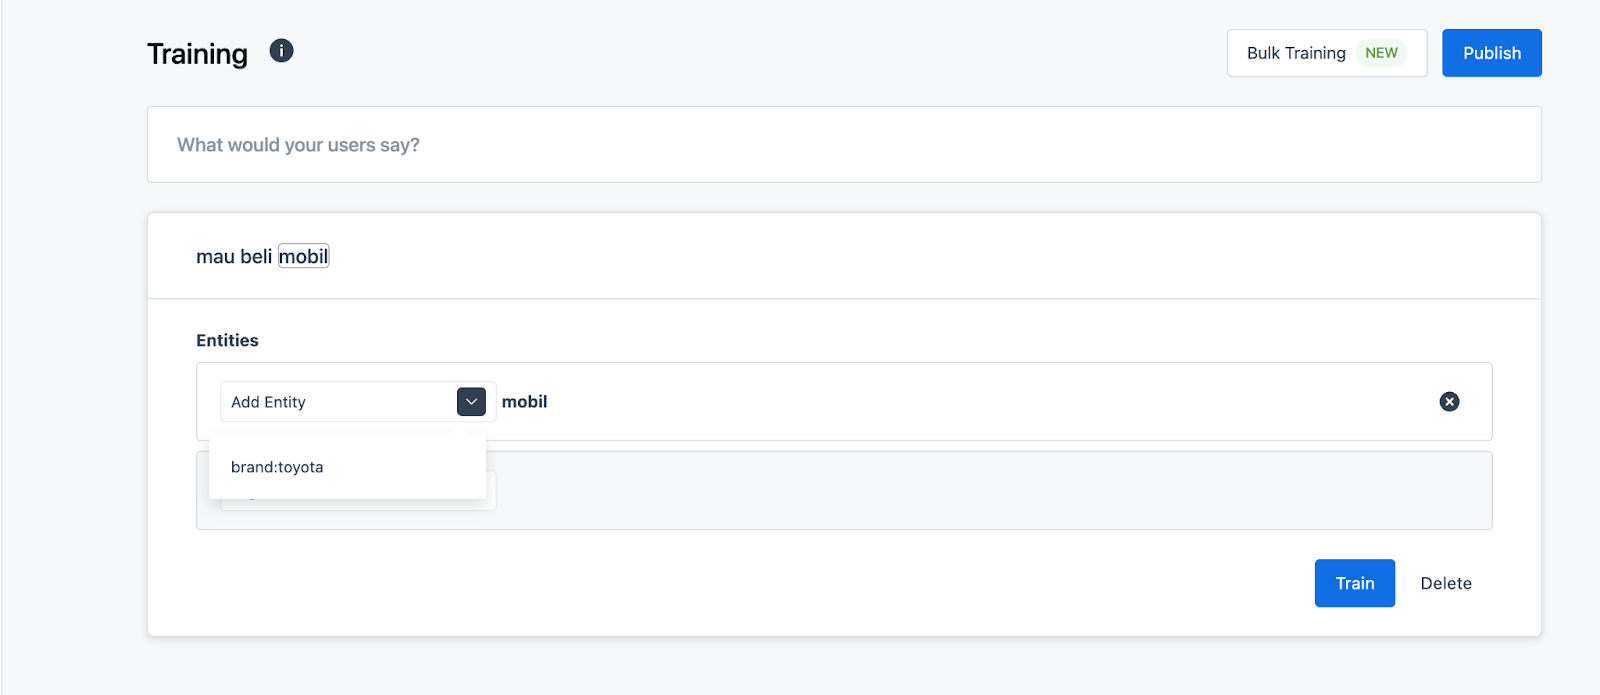 Training
Bulk Training NEW
Publish
What would your users say?
mau beli mobil
Entities
Add Entity
mobil
brand:toyota
Train
Delete